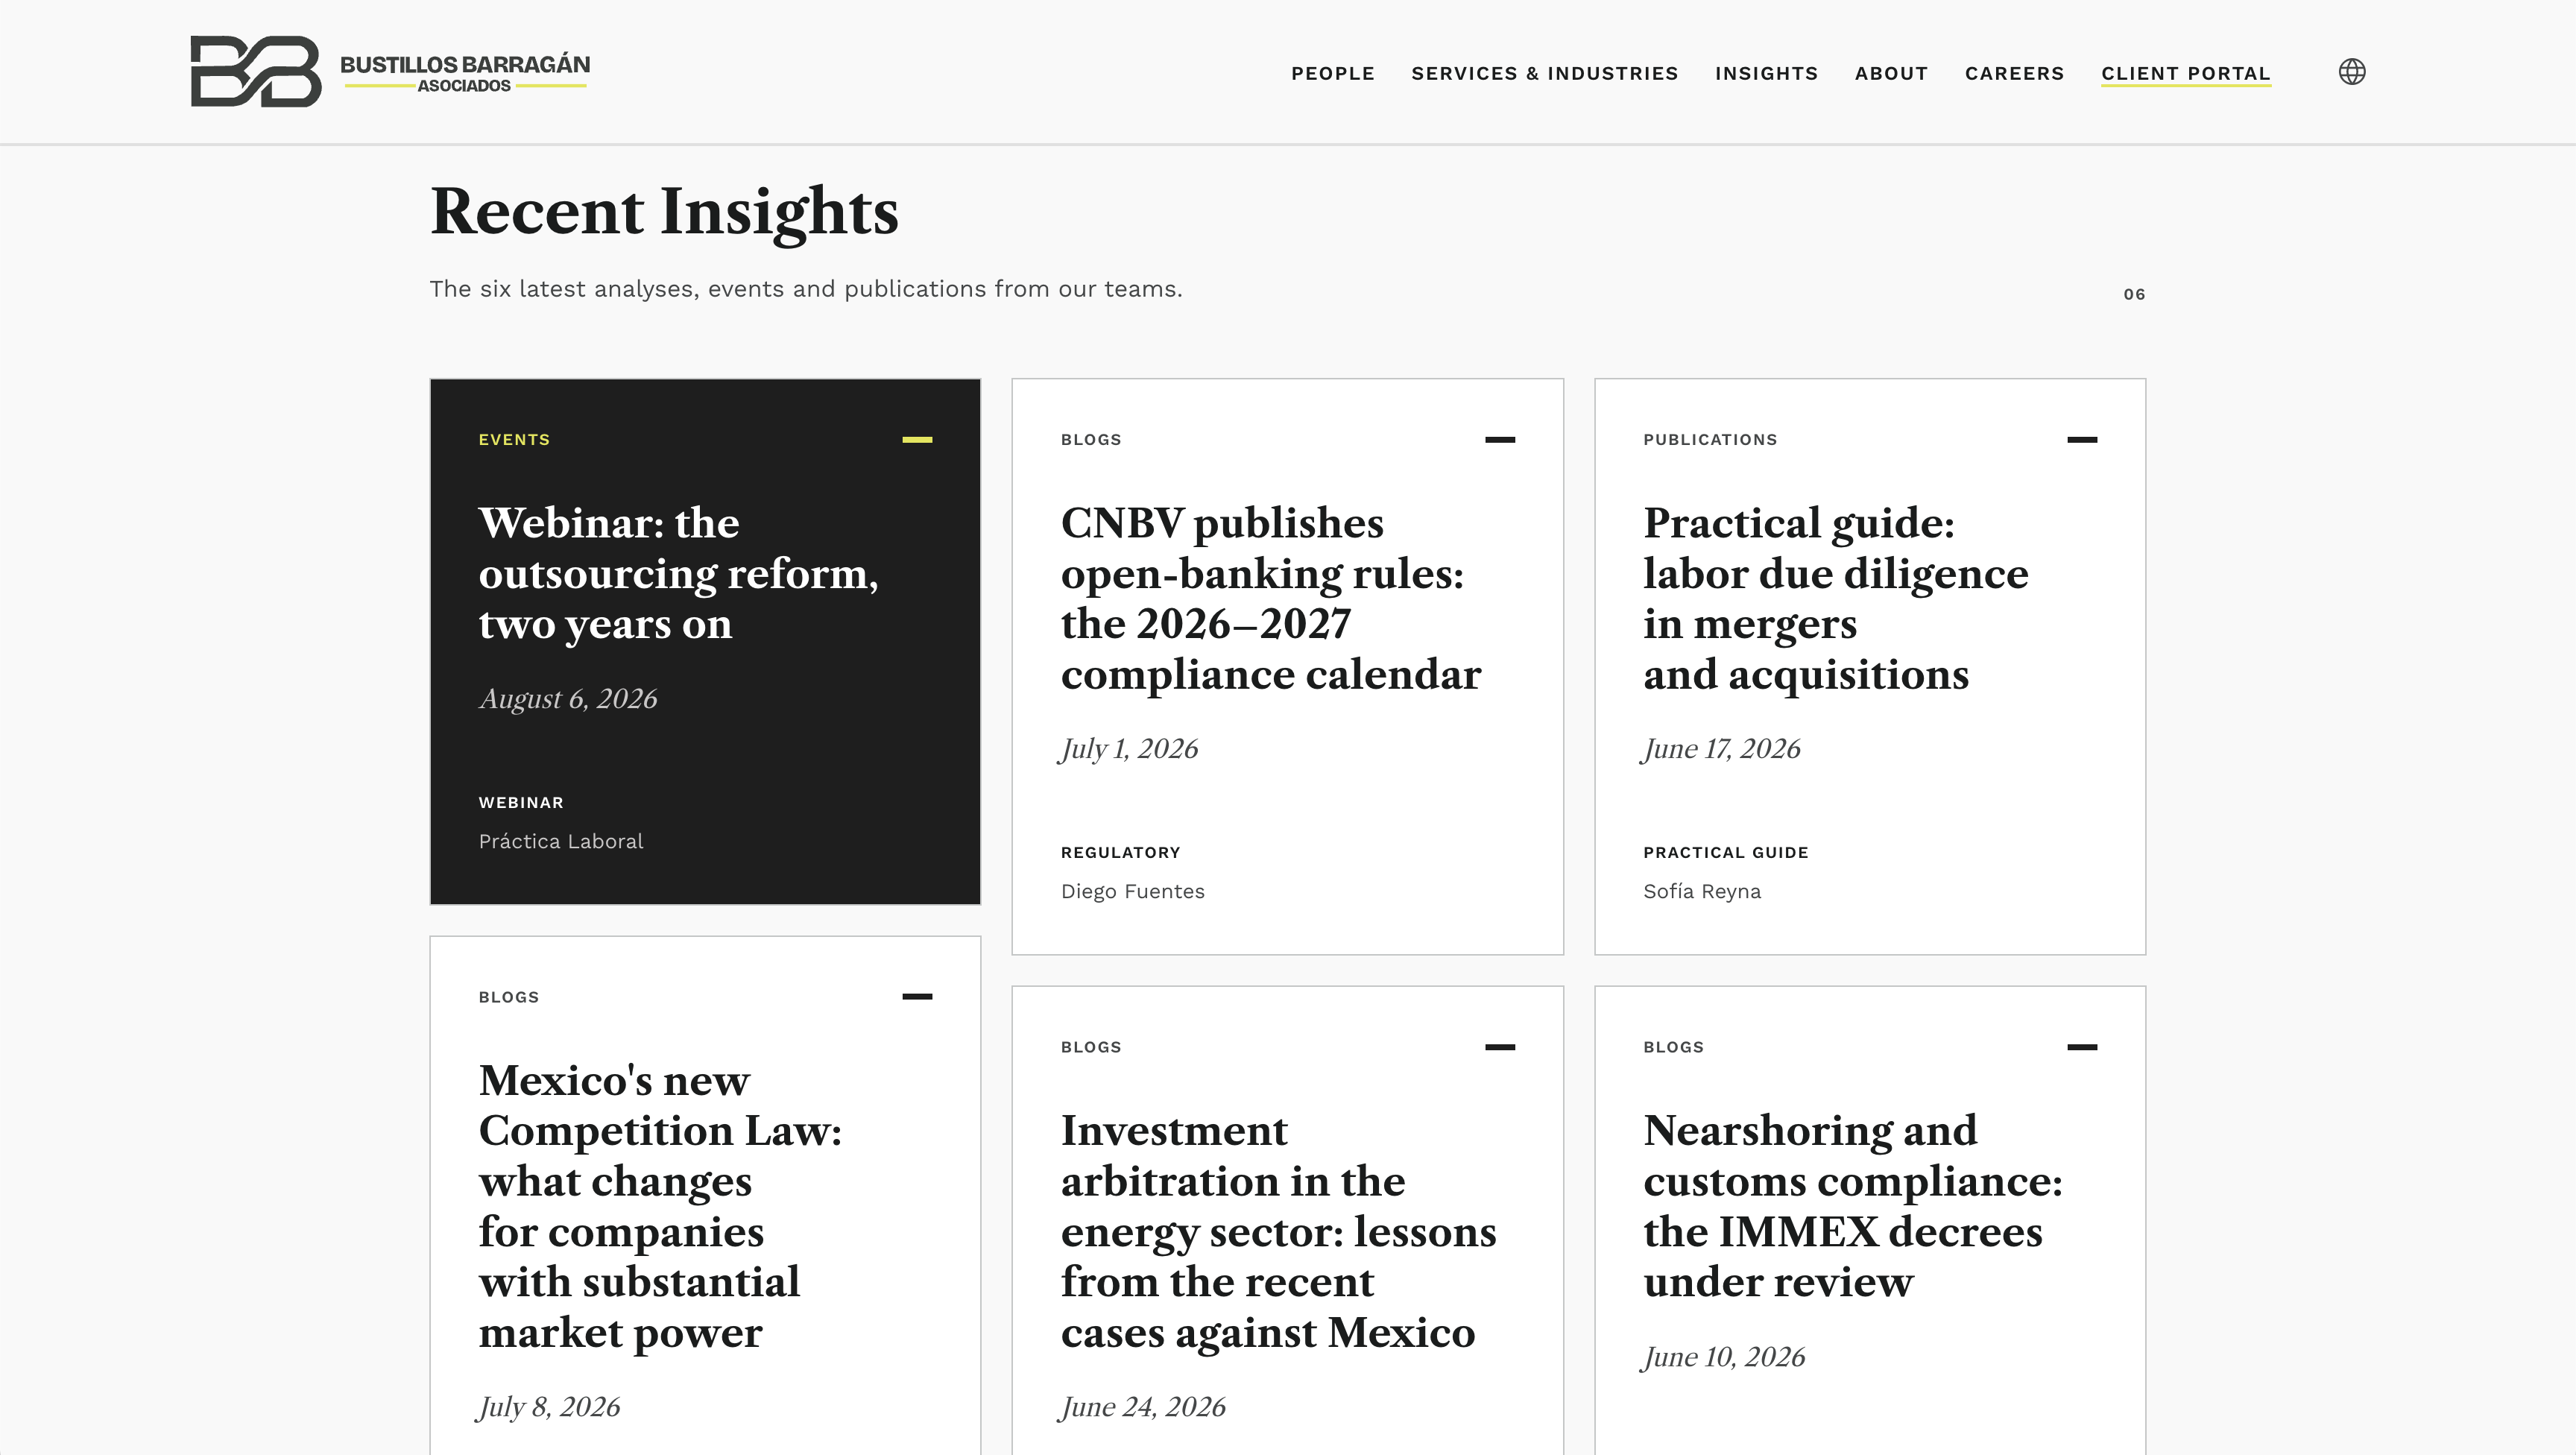 BUSTILLOS BARRAGÁN
ASOCIADOS
PEOPLE SERVICES & INDUSTRIES INSIGHTS ABOUT CAREERS CLIENT PORTAL
Recent Insights
The six latest analyses, events and publications from our teams.
06
EVENTS
Webinar: the
outsourcing reform,
two years on
August 6, 2026
WEBINAR
Práctica Laboral
BLOGS
CNBV publishes
open-banking rules:
the 2026–2027
compliance calendar
July 1, 2026
REGULATORY
Diego Fuentes
PUBLICATIONS
Practical guide:
labor due diligence
in mergers
and acquisitions
June 17, 2026
PRACTICAL GUIDE
Sofía Reyna
BLOGS
Mexico's new
Competition Law:
what changes
for companies
with substantial
market power
July 8, 2026
BLOGS
Investment
arbitration in the
energy sector: lessons
from the recent
cases against Mexico
June 24, 2026
BLOGS
Nearshoring and
customs compliance:
the IMMEX decrees
under review
June 10, 2026